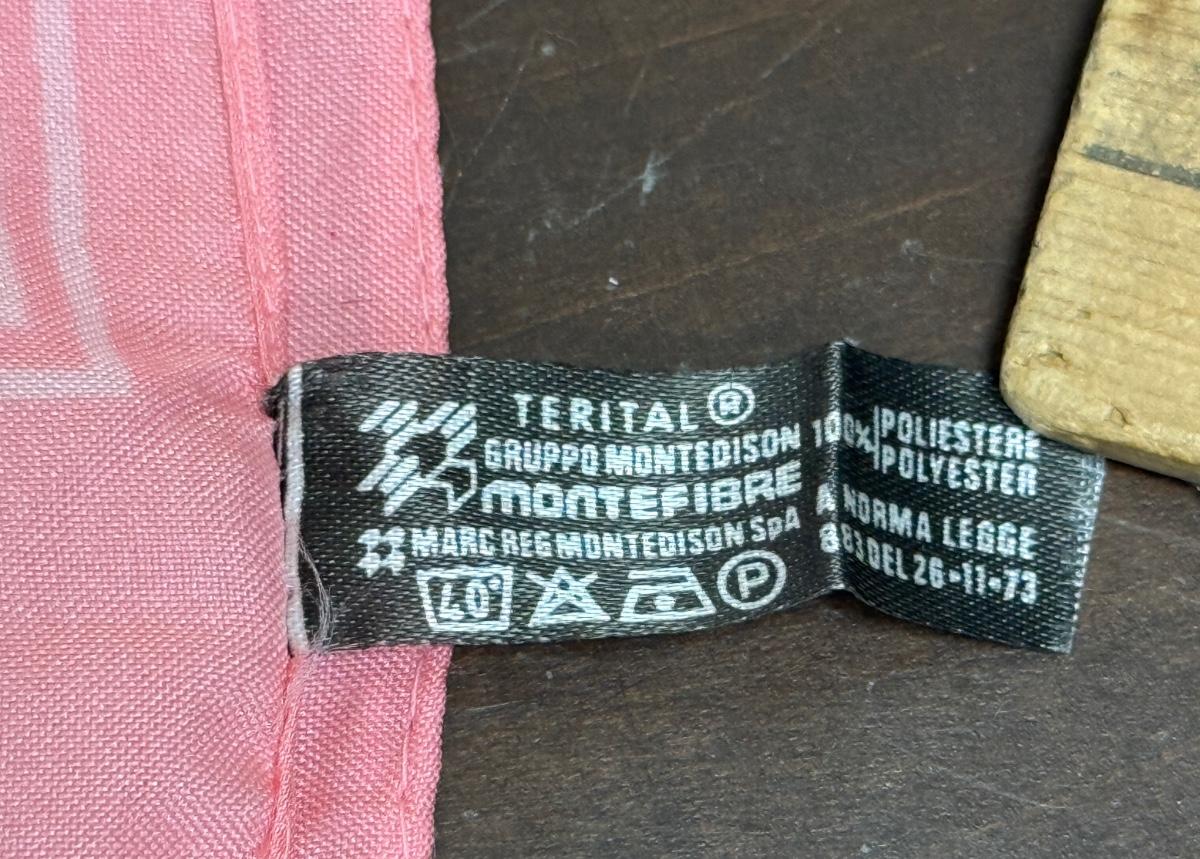 TERITAL ®
GRUPPO MONTEDISON
MONTEFIBRE
MARC REG MONTEDISON SpA
40°
P
100% POLIESTERE
POLYESTER
A NORMA LEGGE
883 DEL 26-11-73